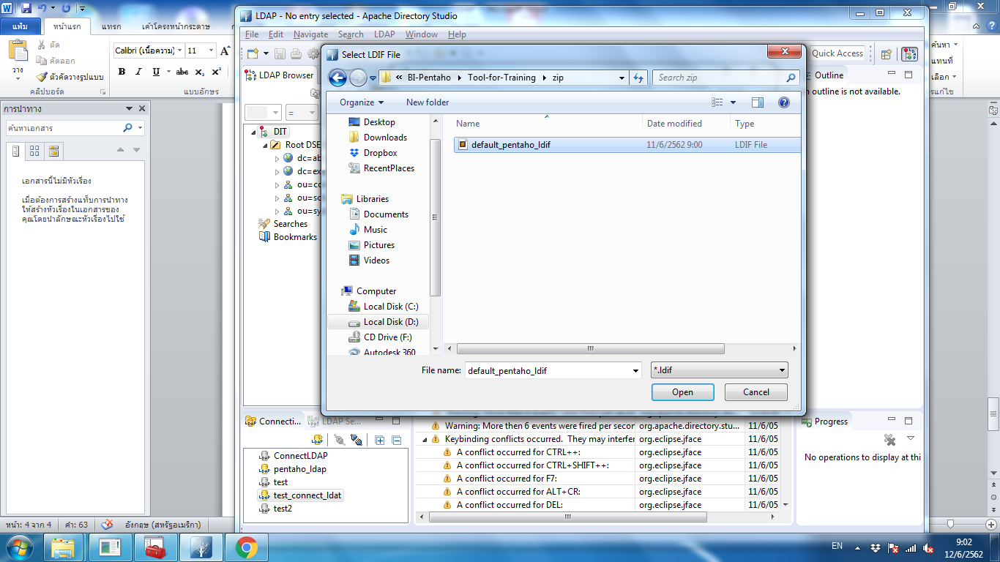 LDAP - No entry selected - Apache Directory Studio
แฟ้ม
หน้าแรก
แทรก
เค้าโครงหน้ากระดาษ
ตัด
คัดลอก
ตัวคัดวางรูปแบบ
วาง
คลิปบอร์ด
Calibri (เนื้อความ)
11
B I U abc x₂ x²
แบบอักษร
ค้นหา
แทนที่
เลือก
File Edit Navigate Search LDAP Window Help
Quick Access
LDAP Browser
=
DIT
Root DSE
dc=
dc=
ou=
ou=
ou=
Searches
Bookmarks
Outline
outline is not available.
Select LDIF File
« BI-Pentaho Tool-for-Training zip
Search zip
Organize New folder
Desktop
Downloads
Dropbox
RecentPlaces
Libraries
Documents
Music
Pictures
Videos
Computer
Local Disk (C:)
Local Disk (D:)
CD Drive (F:)
Autodesk 360
Name Date modified Type
default_pentaho_ldif 11/6/2562 9:00 LDIF File
File name: default_pentaho_ldif *.ldif
Open Cancel
การนำทาง
ค้นหาเอกสาร
เอกสารนี้ไม่มีหัวเรื่อง
เมื่อต้องการสร้างแท็บการนำทาง
ให้สร้างหัวเรื่องในเอกสารของ
คุณโดยนำลักษณะหัวเรื่องไปใช้
Connecti... LDAP Se...
ConnectLDAP
pentaho_ldap
test
test_connect_ldat
test2
Warning: More then 6 events were fired per secon org.apache.directory.stu... 11/6/05
Keybinding conflicts occurred. They may interfer org.eclipse.jface 11/6/05
A conflict occurred for CTRL++: org.eclipse.jface 11/6/05
A conflict occurred for CTRL+SHIFT++: org.eclipse.jface 11/6/05
A conflict occurred for F7: org.eclipse.jface 11/6/05
A conflict occurred for ALT+CR: org.eclipse.jface 11/6/05
A conflict occurred for DEL: org.eclipse.jface 11/6/05
Progress
No operations to display at thi
หน้า: 4 จาก 4 คำ: 63 อังกฤษ (สหรัฐอเมริกา)
EN
9:02
12/6/2562